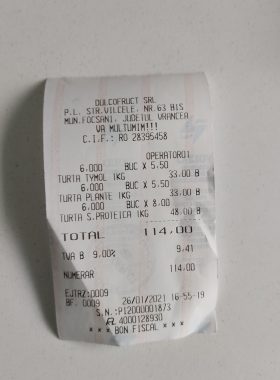 DULCOFRUCT SRL
P.L. STR.VILCELE, NR.63 BIS
MUN.FOCSANI, JUDETUL VRANCEA
VA MULTUMIM!!!
C.I.F.: RO 28395458
OPERATOR01
6.000 BUC X 5.50
TURTA TYMOL 1KG 33.00 B
6.000 BUC X 5.50
TURTA PLANTE 1KG 33.00 B
6.000 BUC X 8.00
TURTA S.PROTEICA 1KG 48.00 B
TOTAL 114,00
TVA B 9.00% 9.41
NUMERAR 114.00
EJTRZ:0009
BF. 0009 26/01/2021 16-55-19
S.N.:P12000001873
4000128930
* * * BON FISCAL * * *